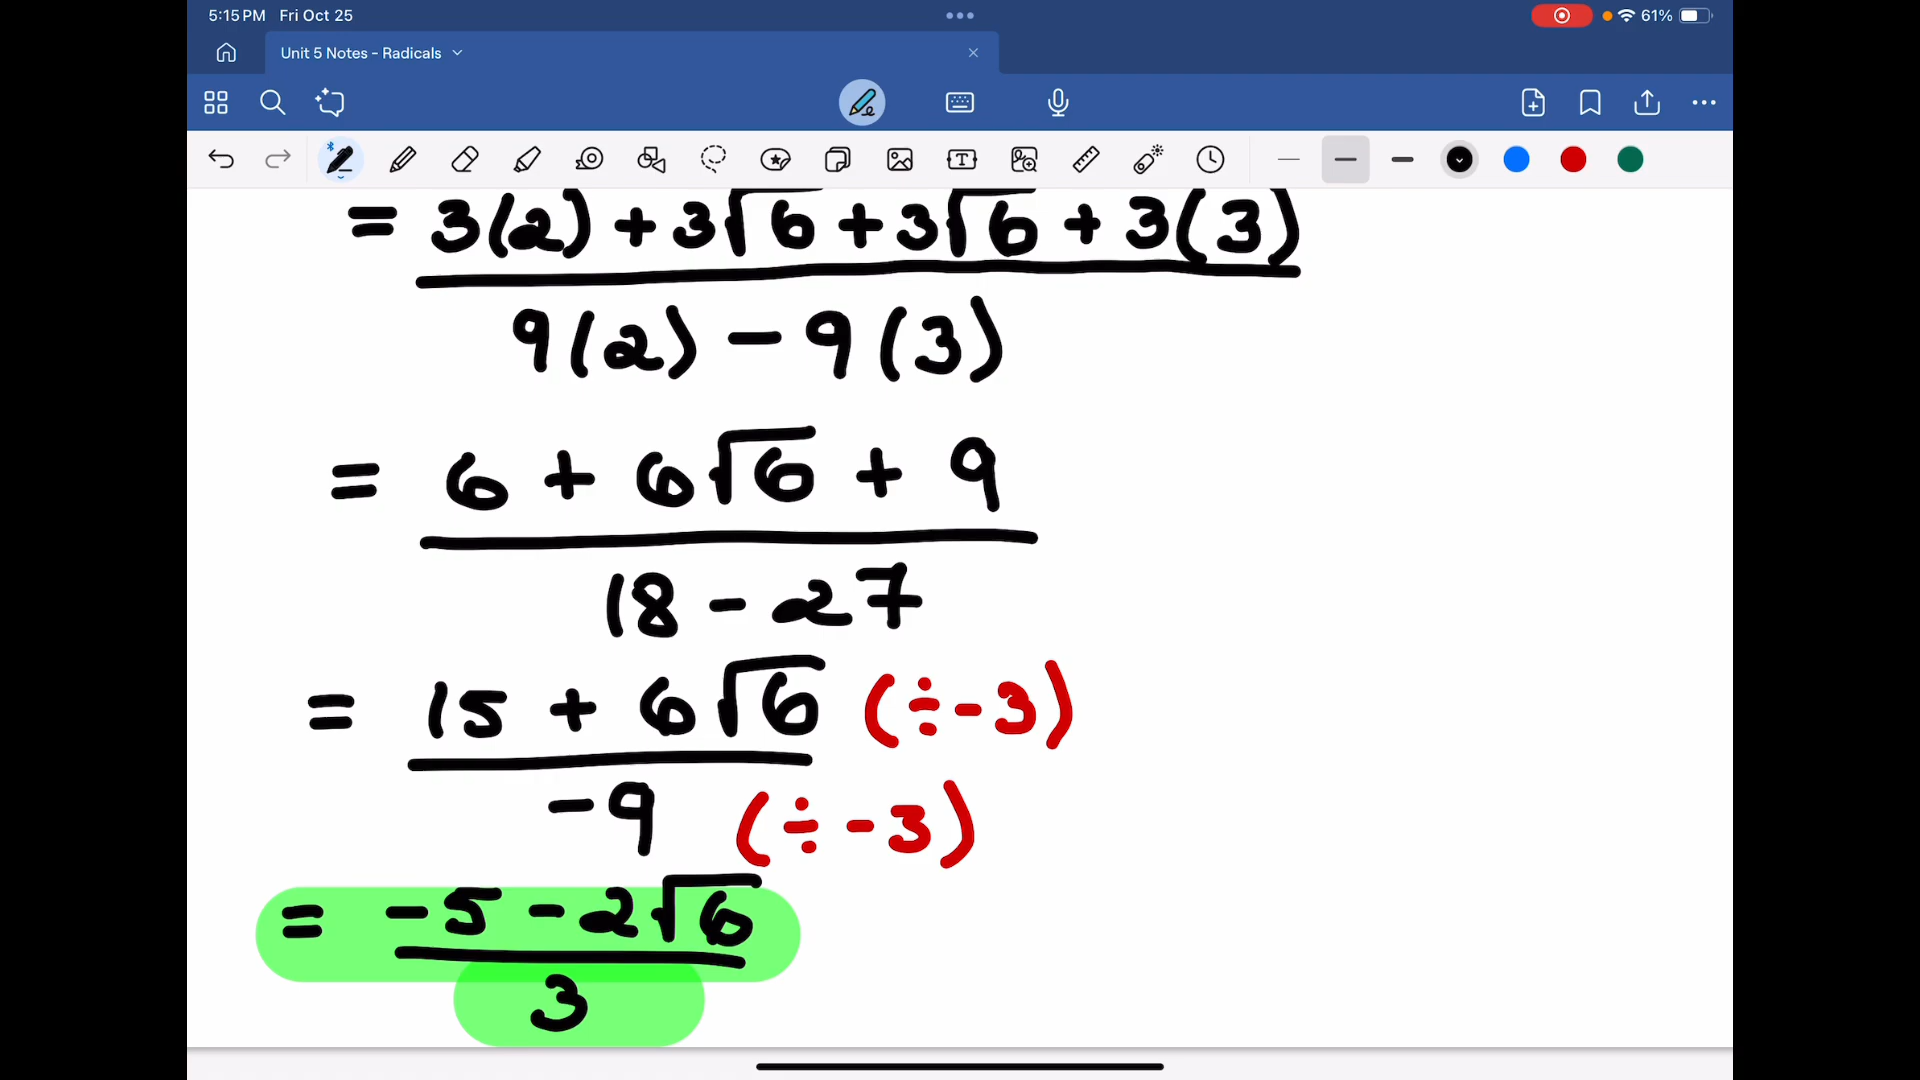 5:15 PM Fri Oct 25
61%
Unit 5 Notes - Radicals
= 3(2) + 3√6 + 3√6 + 3(3)
9(2) - 9(3)
= 6 + 6√6 + 9
18 - 27
= 15 + 6√6 (÷-3)
-9 (÷-3)
= -5 - 2√6
3